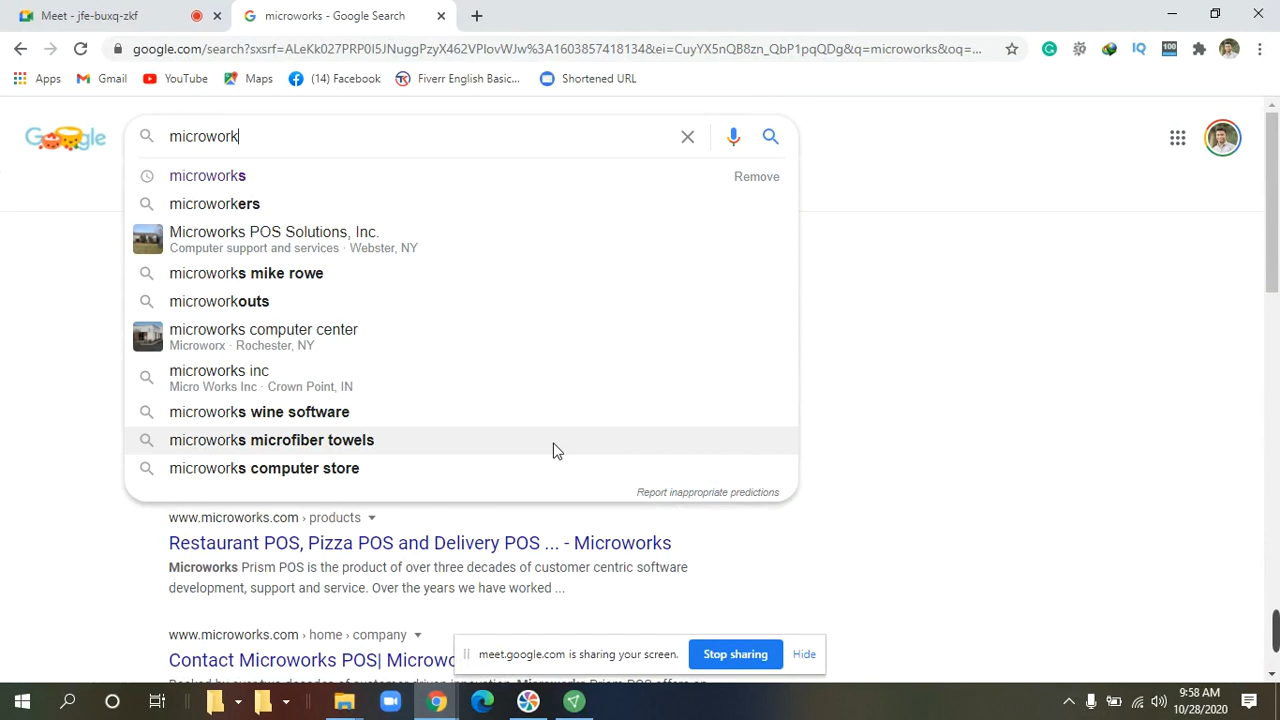 Meet - jfe-buxq-zkf
microworks - Google Search
google.com/search?sxsrf=ALeKk027PRP0I5JNuggPzyX462VPIovWJw%3A1603857418134&ei=CuyYX5nQB8zn_QbP1pqQDg&q=microworks&oq=...
Apps Gmail YouTube Maps (14) Facebook Fiverr English Basic... Shortened URL
microwork
microworks Remove
microworkers
Microworks POS Solutions, Inc.
Computer support and services · Webster, NY
microworks mike rowe
microworkouts
microworks computer center
Microworx · Rochester, NY
microworks inc
Micro Works Inc · Crown Point, IN
microworks wine software
microworks microfiber towels
microworks computer store
Report inappropriate predictions
www.microworks.com › products
Restaurant POS, Pizza POS and Delivery POS ... - Microworks
Microworks Prism POS is the product of over three decades of customer centric software
development, support and service. Over the years we have worked ...
www.microworks.com › home › company
Contact Microworks POS| Microwo
meet.google.com is sharing your screen. Stop sharing Hide
9:58 AM
10/28/2020